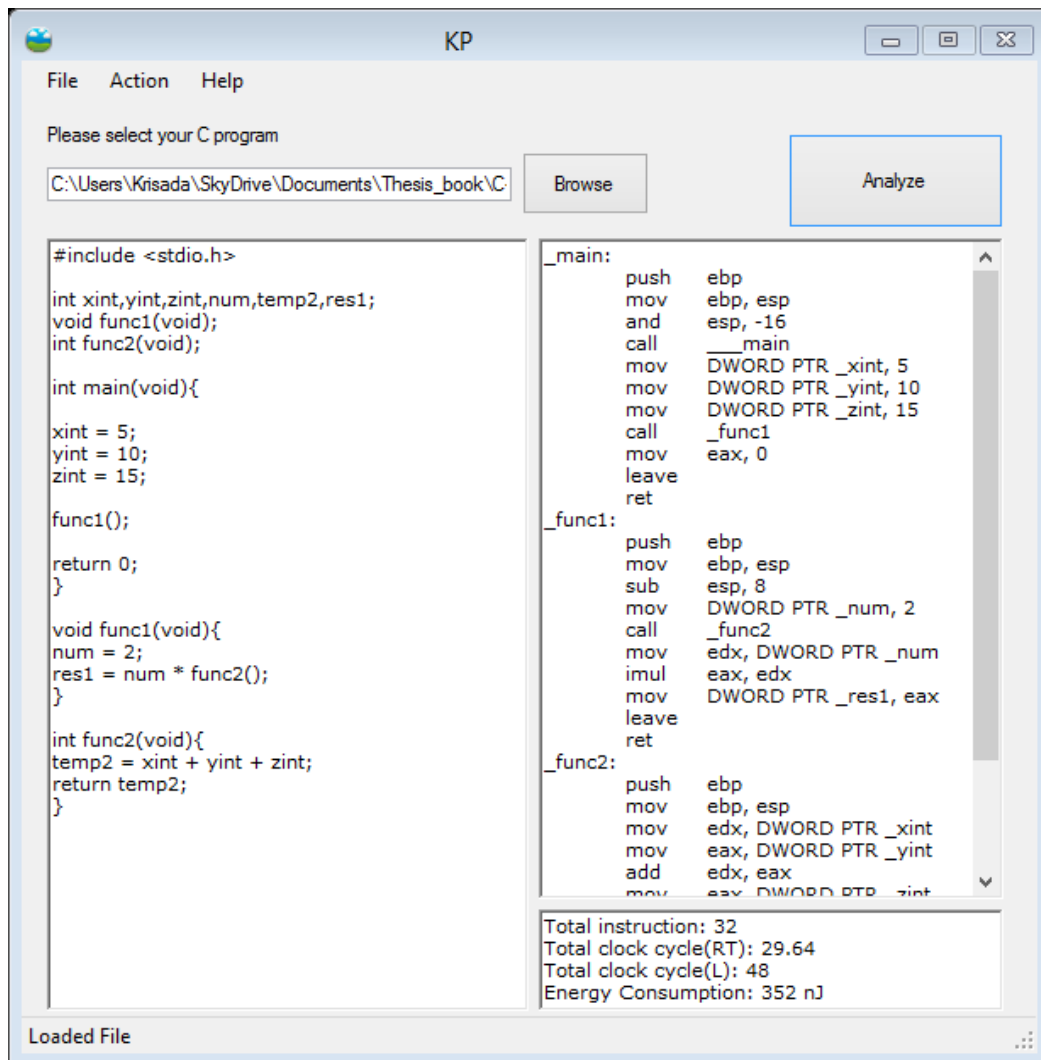 KP
File Action Help
Please select your C program
C:\Users\Krisada\SkyDrive\Documents\Thesis_book\C
Browse
Analyze
#include <stdio.h>
int xint,yint,zint,num,temp2,res1;
void func1(void);
int func2(void);
int main(void){
xint = 5;
yint = 10;
zint = 15;
func1();
return 0;
}
void func1(void){
num = 2;
res1 = num * func2();
}
int func2(void){
temp2 = xint + yint + zint;
return temp2;
}
_main:
push ebp
mov ebp, esp
and esp, -16
call ___main
mov DWORD PTR _xint, 5
mov DWORD PTR _yint, 10
mov DWORD PTR _zint, 15
call _func1
mov eax, 0
leave
ret
_func1:
push ebp
mov ebp, esp
sub esp, 8
mov DWORD PTR _num, 2
call _func2
mov edx, DWORD PTR _num
imul eax, edx
mov DWORD PTR _res1, eax
leave
ret
_func2:
push ebp
mov ebp, esp
mov edx, DWORD PTR _xint
mov eax, DWORD PTR _yint
add edx, eax
mov eax, DWORD PTR _zint
Total instruction: 32
Total clock cycle(RT): 29.64
Total clock cycle(L): 48
Energy Consumption: 352 nJ
Loaded File